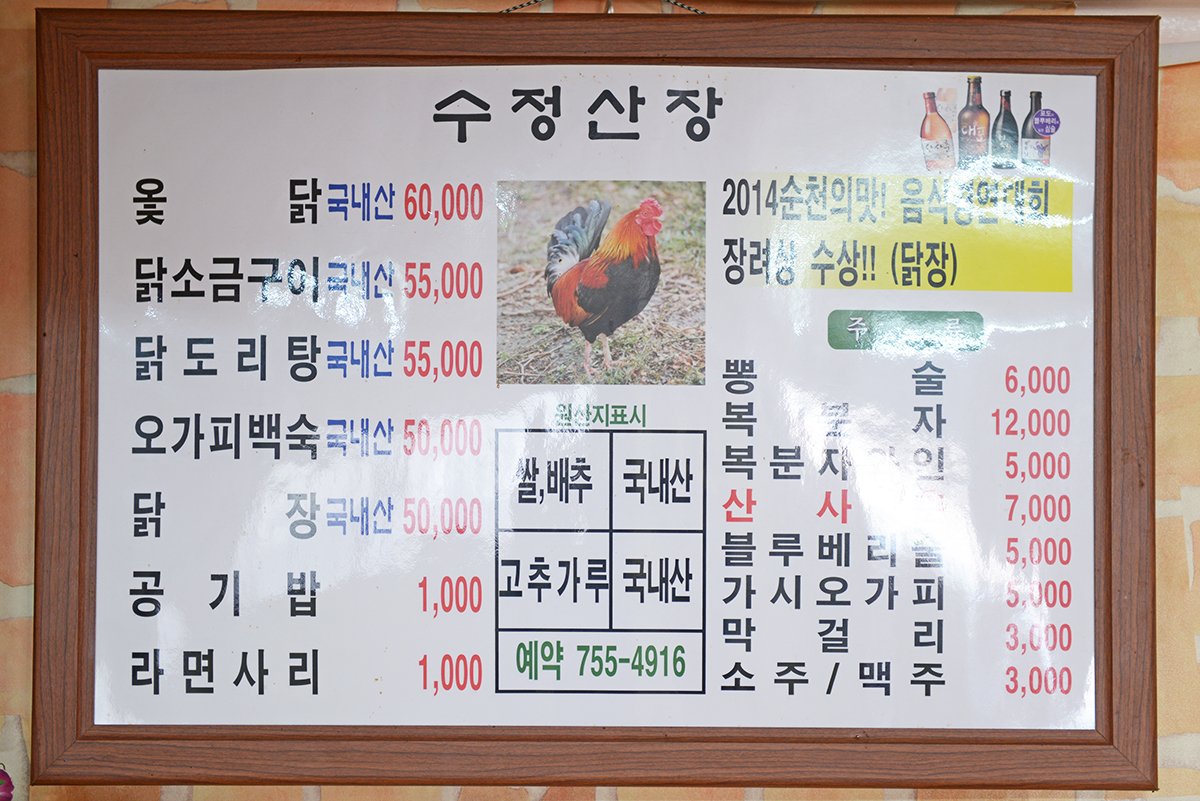 수정산장
옻 닭 국내산 60,000
닭소금구이 국내산 55,000
닭도리탕 국내산 55,000
오가피백숙 국내산 50,000
닭 장 국내산 50,000
공 기 밥 1,000
라면사리 1,000
원산지표시
쌀,배추 국내산
고추가루 국내산
예약 755-4916
2014순천의맛! 음식경연대회
장려상 수상!! (닭장)
주 류
뽕 술 6,000
복 분 자 12,000
복분자와인 5,000
산 사 7,000
블루베리술 5,000
가시오가피 5,000
막 걸 리 3,000
소주/맥주 3,000